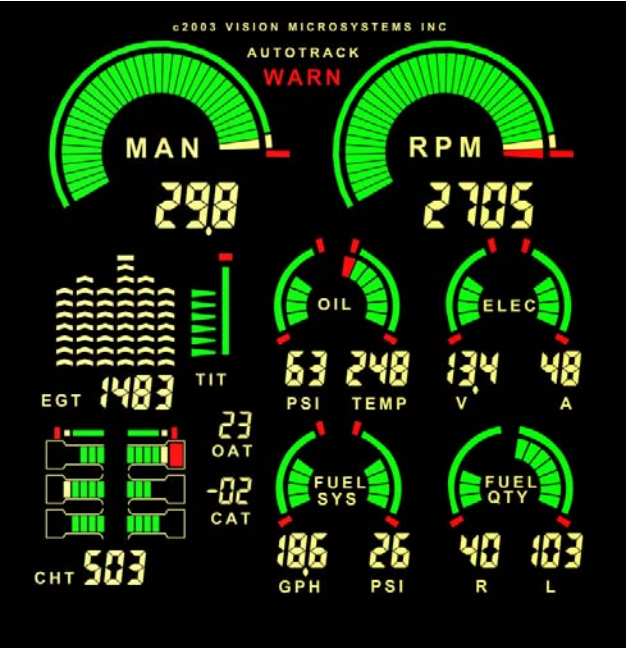 c2003 VISION MICROSYSTEMS INC
AUTOTRACK
WARN
MAN
RPM
29.8
2705
OIL
ELEC
63
248
13.4
48
PSI
TEMP
V
A
TIT
EGT 1483
23
OAT
-02
CAT
CHT 503
FUEL
SYS
FUEL
QTY
18.6
26
40
103
GPH
PSI
R
L